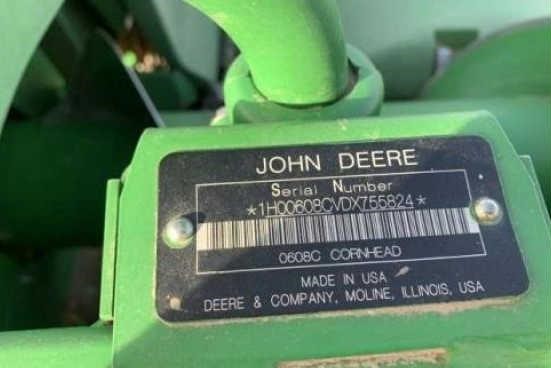 JOHN DEERE
Serial Number
*1H00608CVDX755824*
0608C CORNHEAD
MADE IN USA
DEERE & COMPANY, MOLINE, ILLINOIS, USA